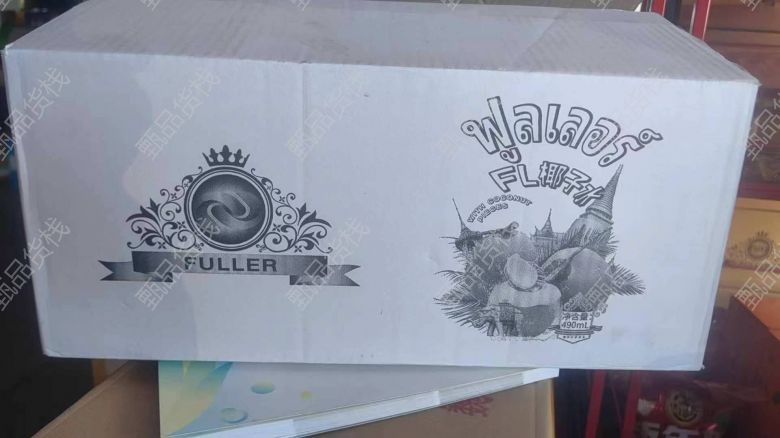 FULLER
ฟูลเลอร์
FL椰子汁
WITH COCONUT
PIECES
净含量
490mL
甄品货栈